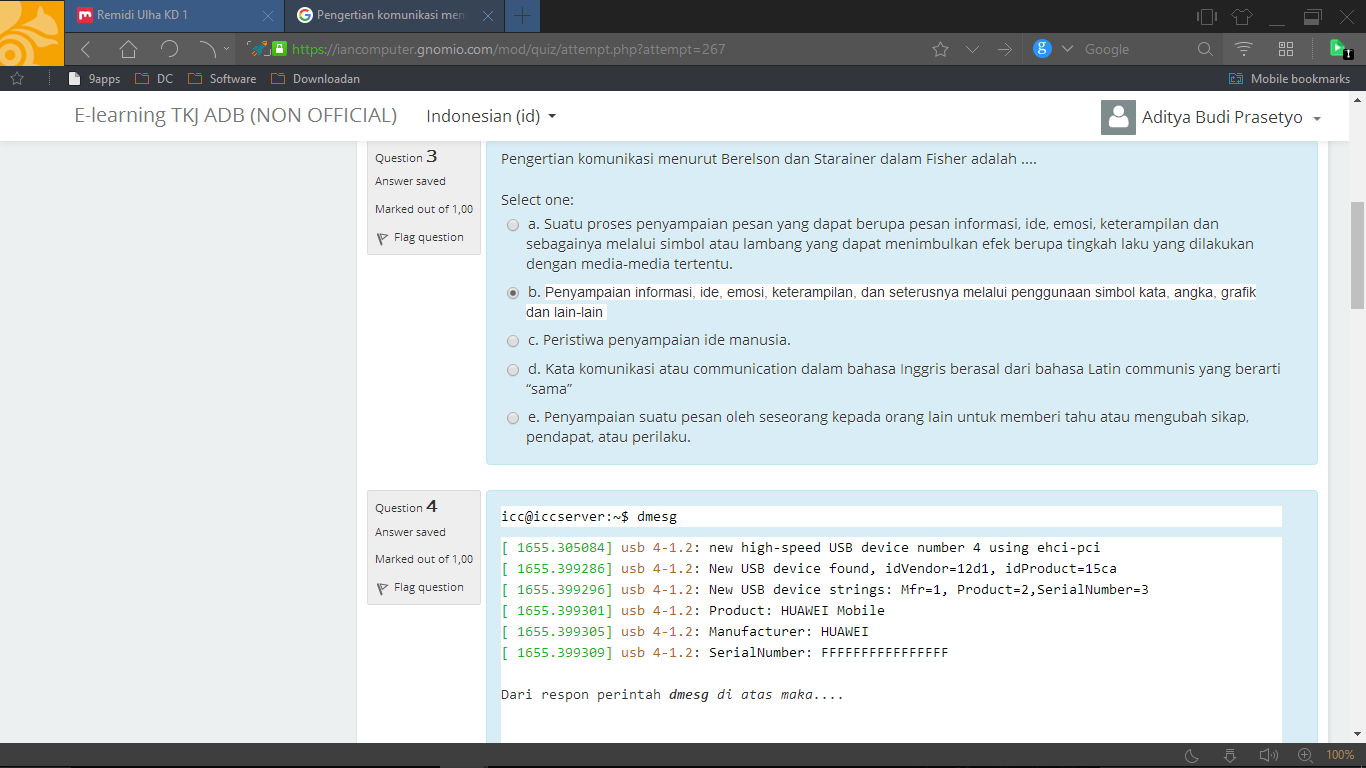 Remidi Ulha KD 1
Pengertian komunikasi men
https://iancomputer.gnomio.com/mod/quiz/attempt.php?attempt=267
g
Google
1
9apps
DC
Software
Downloadan
Mobile bookmarks
E-learning TKJ ADB (NON OFFICIAL)
Indonesian (id)
Aditya Budi Prasetyo
Question 3
Answer saved
Marked out of 1,00
Flag question
Pengertian komunikasi menurut Berelson dan Starainer dalam Fisher adalah ....
Select one:
a. Suatu proses penyampaian pesan yang dapat berupa pesan informasi, ide, emosi, keterampilan dan
sebagainya melalui simbol atau lambang yang dapat menimbulkan efek berupa tingkah laku yang dilakukan
dengan media-media tertentu.
b. Penyampaian informasi, ide, emosi, keterampilan, dan seterusnya melalui penggunaan simbol kata, angka, grafik
dan lain-lain
c. Peristiwa penyampaian ide manusia.
d. Kata komunikasi atau communication dalam bahasa Inggris berasal dari bahasa Latin communis yang berarti
“sama”
e. Penyampaian suatu pesan oleh seseorang kepada orang lain untuk memberi tahu atau mengubah sikap,
pendapat, atau perilaku.
Question 4
Answer saved
Marked out of 1,00
Flag question
icc@iccserver:~$ dmesg
[ 1655.305084] usb 4-1.2: new high-speed USB device number 4 using ehci-pci
[ 1655.399286] usb 4-1.2: New USB device found, idVendor=12d1, idProduct=15ca
[ 1655.399296] usb 4-1.2: New USB device strings: Mfr=1, Product=2,SerialNumber=3
[ 1655.399301] usb 4-1.2: Product: HUAWEI Mobile
[ 1655.399305] usb 4-1.2: Manufacturer: HUAWEI
[ 1655.399309] usb 4-1.2: SerialNumber: FFFFFFFFFFFFFFFF
Dari respon perintah dmesg di atas maka....
100%